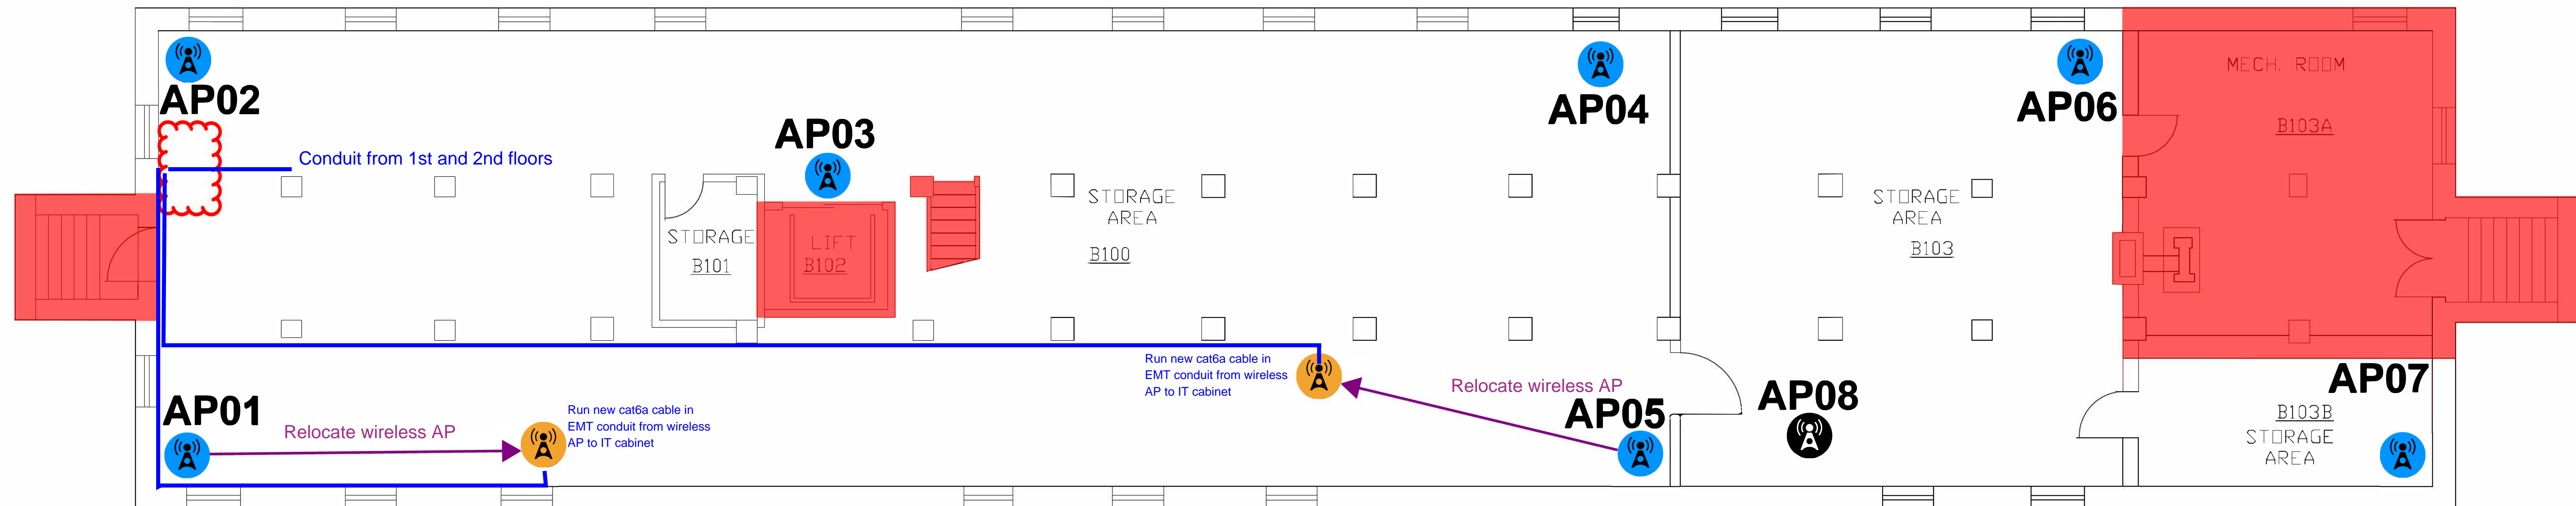 MECH. ROOM
B103A
AP02
AP03
AP04
AP06
Conduit from 1st and 2nd floors
STORAGE
AREA
B100
STORAGE
AREA
B103
STORAGE
B101
LIFT
B102
Run new cat6a cable in
EMT conduit from wireless
AP to IT cabinet
Relocate wireless AP
AP05
AP08
AP07
B103B
STORAGE
AREA
AP01
Relocate wireless AP
Run new cat6a cable in
EMT conduit from wireless
AP to IT cabinet